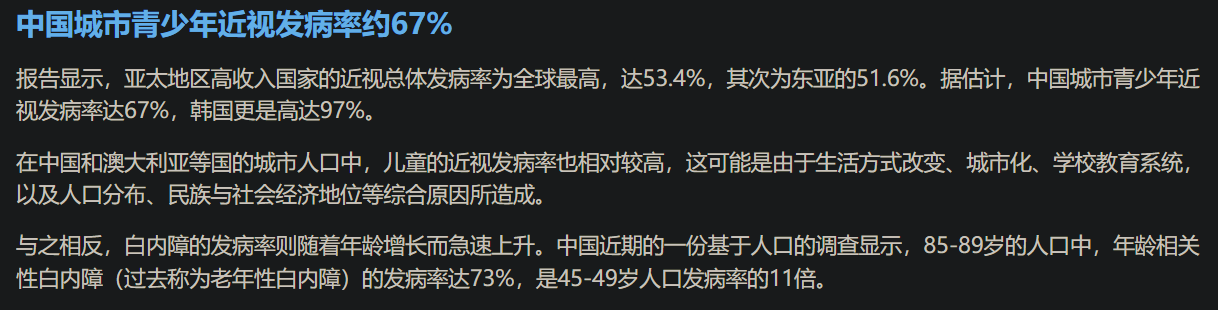 中国城市青少年近视发病率约67%
报告显示，亚太地区高收入国家的近视总体发病率为全球最高，达53.4%，其次为东亚的51.6%。据估计，中国城市青少年近
视发病率达67%，韩国更是高达97%。
在中国和澳大利亚等国的城市人口中，儿童的近视发病率也相对较高，这可能是由于生活方式改变、城市化、学校教育系统，
以及人口分布、民族与社会经济地位等综合原因所造成。
与之相反，白内障的发病率则随着年龄增长而急速上升。中国近期的一份基于人口的调查显示，85-89岁的人口中，年龄相关
性白内障（过去称为老年性白内障）的发病率达73%，是45-49岁人口发病率的11倍。